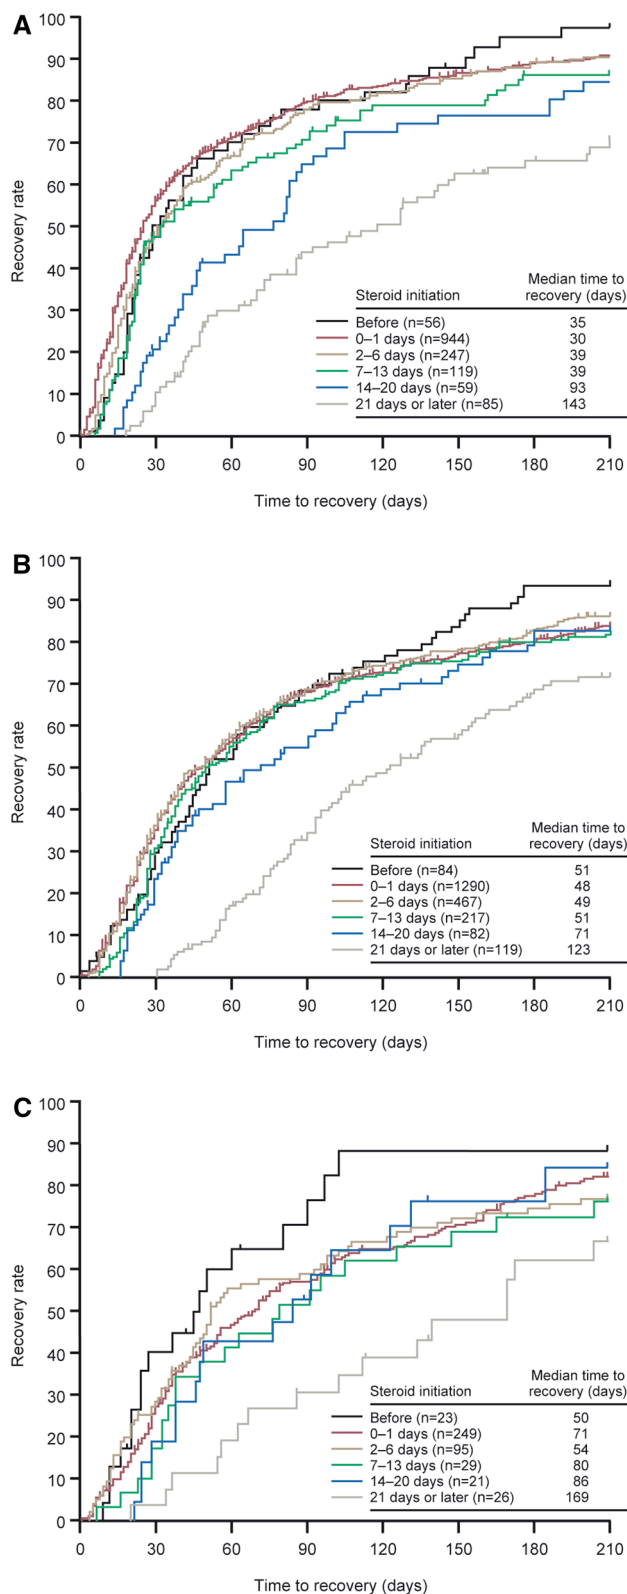 A
100
90
80
70
60
50
40
30
20
10
0
Recovery rate
0 30 60 90 120 150 180 210
Time to recovery (days)
Steroid initiation Median time to recovery (days)
Before (n=56) 35
0–1 days (n=944) 30
2–6 days (n=247) 39
7–13 days (n=119) 39
14–20 days (n=59) 93
21 days or later (n=85) 143
B
100
90
80
70
60
50
40
30
20
10
0
Recovery rate
0 30 60 90 120 150 180 210
Time to recovery (days)
Steroid initiation Median time to recovery (days)
Before (n=84) 51
0–1 days (n=1290) 48
2–6 days (n=467) 49
7–13 days (n=217) 51
14–20 days (n=82) 71
21 days or later (n=119) 123
C
100
90
80
70
60
50
40
30
20
10
0
Recovery rate
0 30 60 90 120 150 180 210
Time to recovery (days)
Steroid initiation Median time to recovery (days)
Before (n=23) 50
0–1 days (n=249) 71
2–6 days (n=95) 54
7–13 days (n=29) 80
14–20 days (n=21) 86
21 days or later (n=26) 169